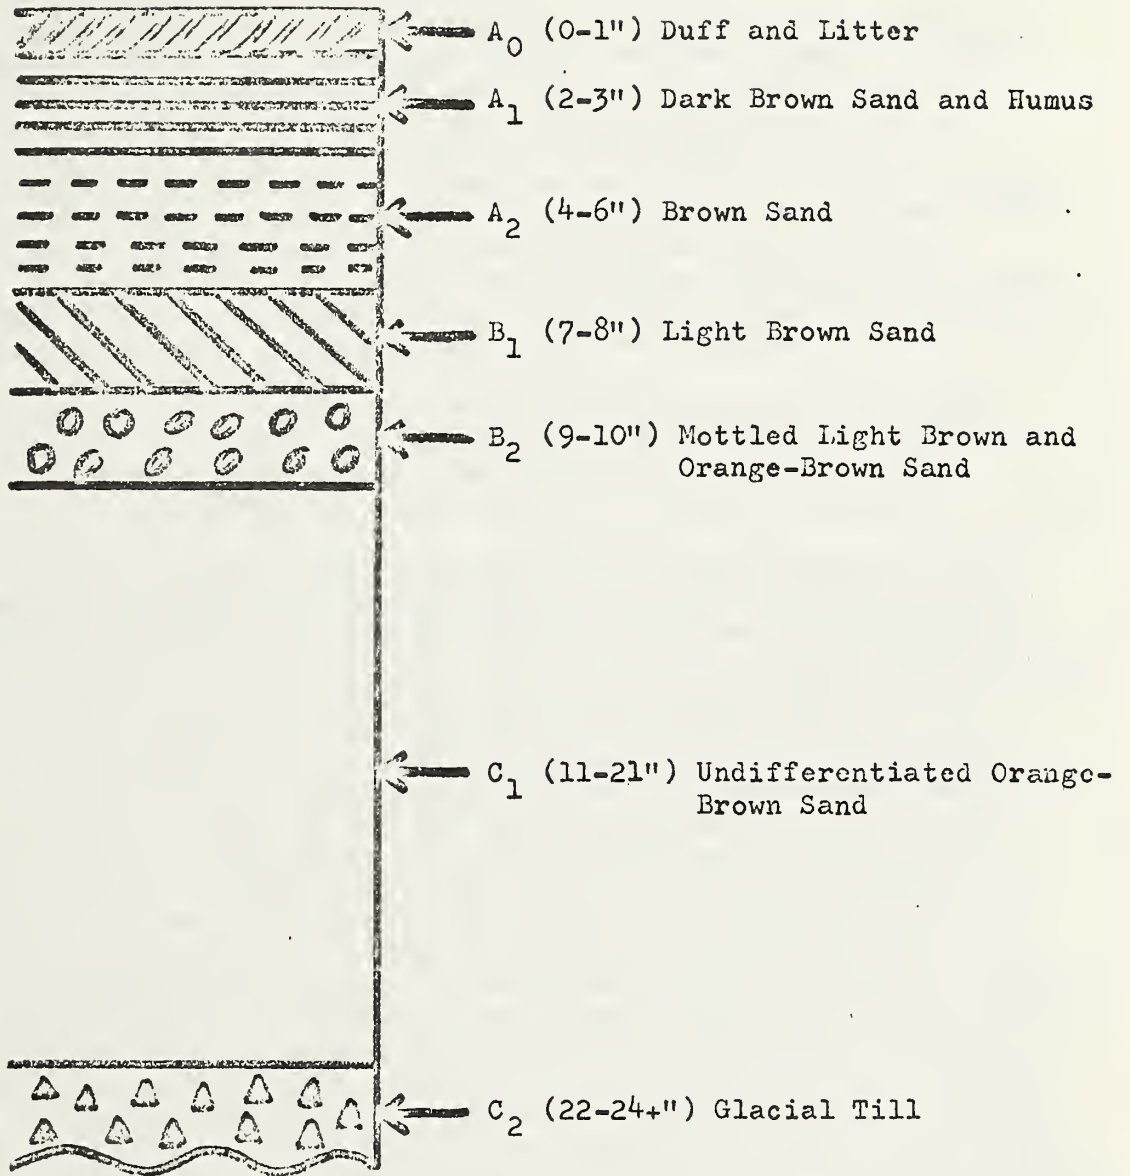 A0 (0-1") Duff and Litter
A1 (2-3") Dark Brown Sand and Humus
A2 (4-6") Brown Sand
B1 (7-8") Light Brown Sand
B2 (9-10") Mottled Light Brown and
Orange-Brown Sand
C1 (11-21") Undifferentiated Orange-
Brown Sand
C2 (22-24+") Glacial Till